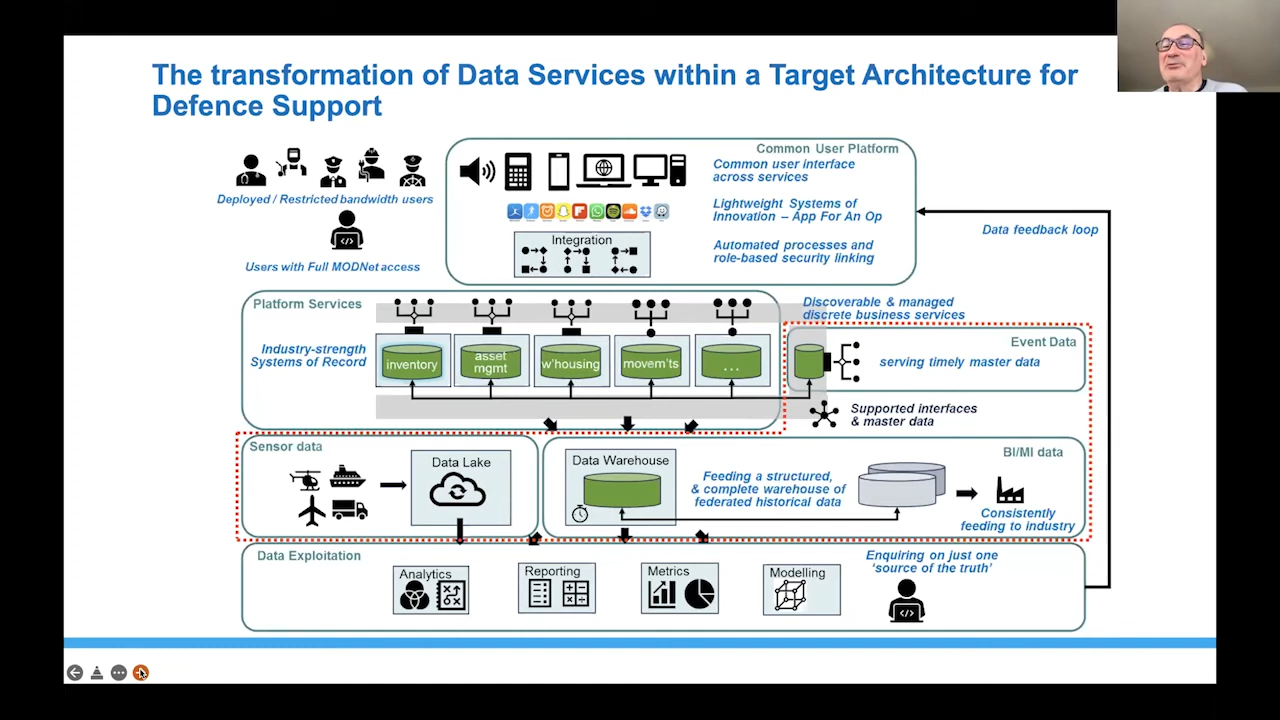 The transformation of Data Services within a Target Architecture for
Defence Support
Common User Platform
Common user interface
across services
Deployed / Restricted bandwidth users
Lightweight Systems of
Innovation – App For An Op
Data feedback loop
Integration
Automated processes and
role-based security linking
Users with Full MODNet access
Platform Services
Discoverable & managed
discrete business services
Industry-strength
Systems of Record
inventory
asset
mgmt
w'housing
movem'ts
...
Event Data
serving timely master data
Supported interfaces
& master data
Sensor data
Data Lake
Data Warehouse
BI/MI data
Feeding a structured,
& complete warehouse of
federated historical data
Consistently
feeding to industry
Data Exploitation
Analytics
Reporting
Metrics
Modelling
Enquiring on just one
'source of the truth'